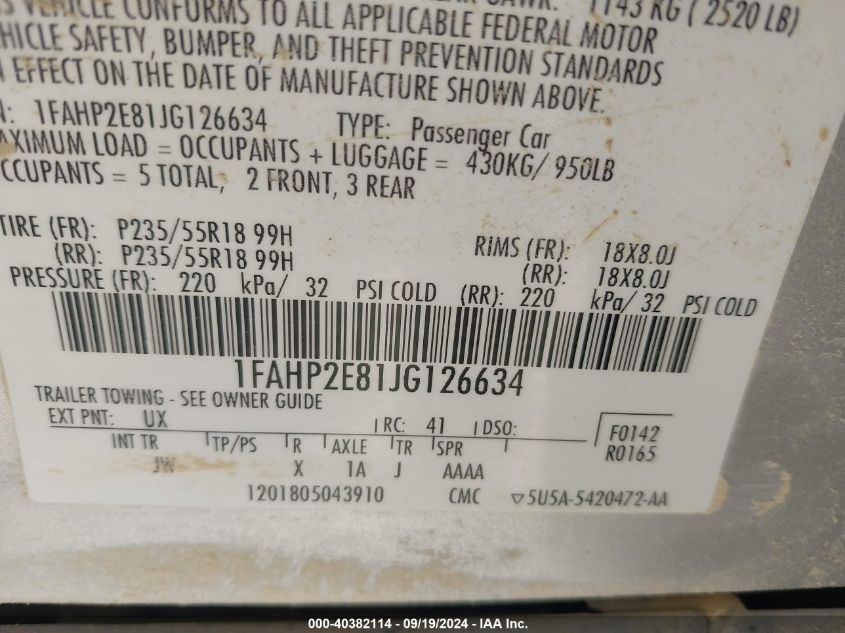 1143 KG ( 2520 LB)
VEHICLE CONFORMS TO ALL APPLICABLE FEDERAL MOTOR
HICLE SAFETY, BUMPER, AND THEFT PREVENTION STANDARDS
EFFECT ON THE DATE OF MANUFACTURE SHOWN ABOVE.
: 1FAHP2E81JG126634 TYPE: Passenger Car
AXIMUM LOAD = OCCUPANTS + LUGGAGE = 430KG/ 950LB
CCUPANTS = 5 TOTAL, 2 FRONT, 3 REAR
TIRE (FR): P235/55R18 99H RIMS (FR): 18X8.0J
(RR): P235/55R18 99H (RR): 18X8.0J
PRESSURE (FR): 220 kPa/ 32 PSI COLD (RR): 220 kPa/ 32 PSI COLD
1FAHP2E81JG126634
TRAILER TOWING - SEE OWNER GUIDE
EXT PNT: UX RC: 41 DSO: F0142
INT TR TP/PS R AXLE TR SPR R0165
JW X 1A J AAAA
1201805043910 CMC ▽5U5A-5420472-AA
000-40382114 - 09/19/2024 - IAA Inc.